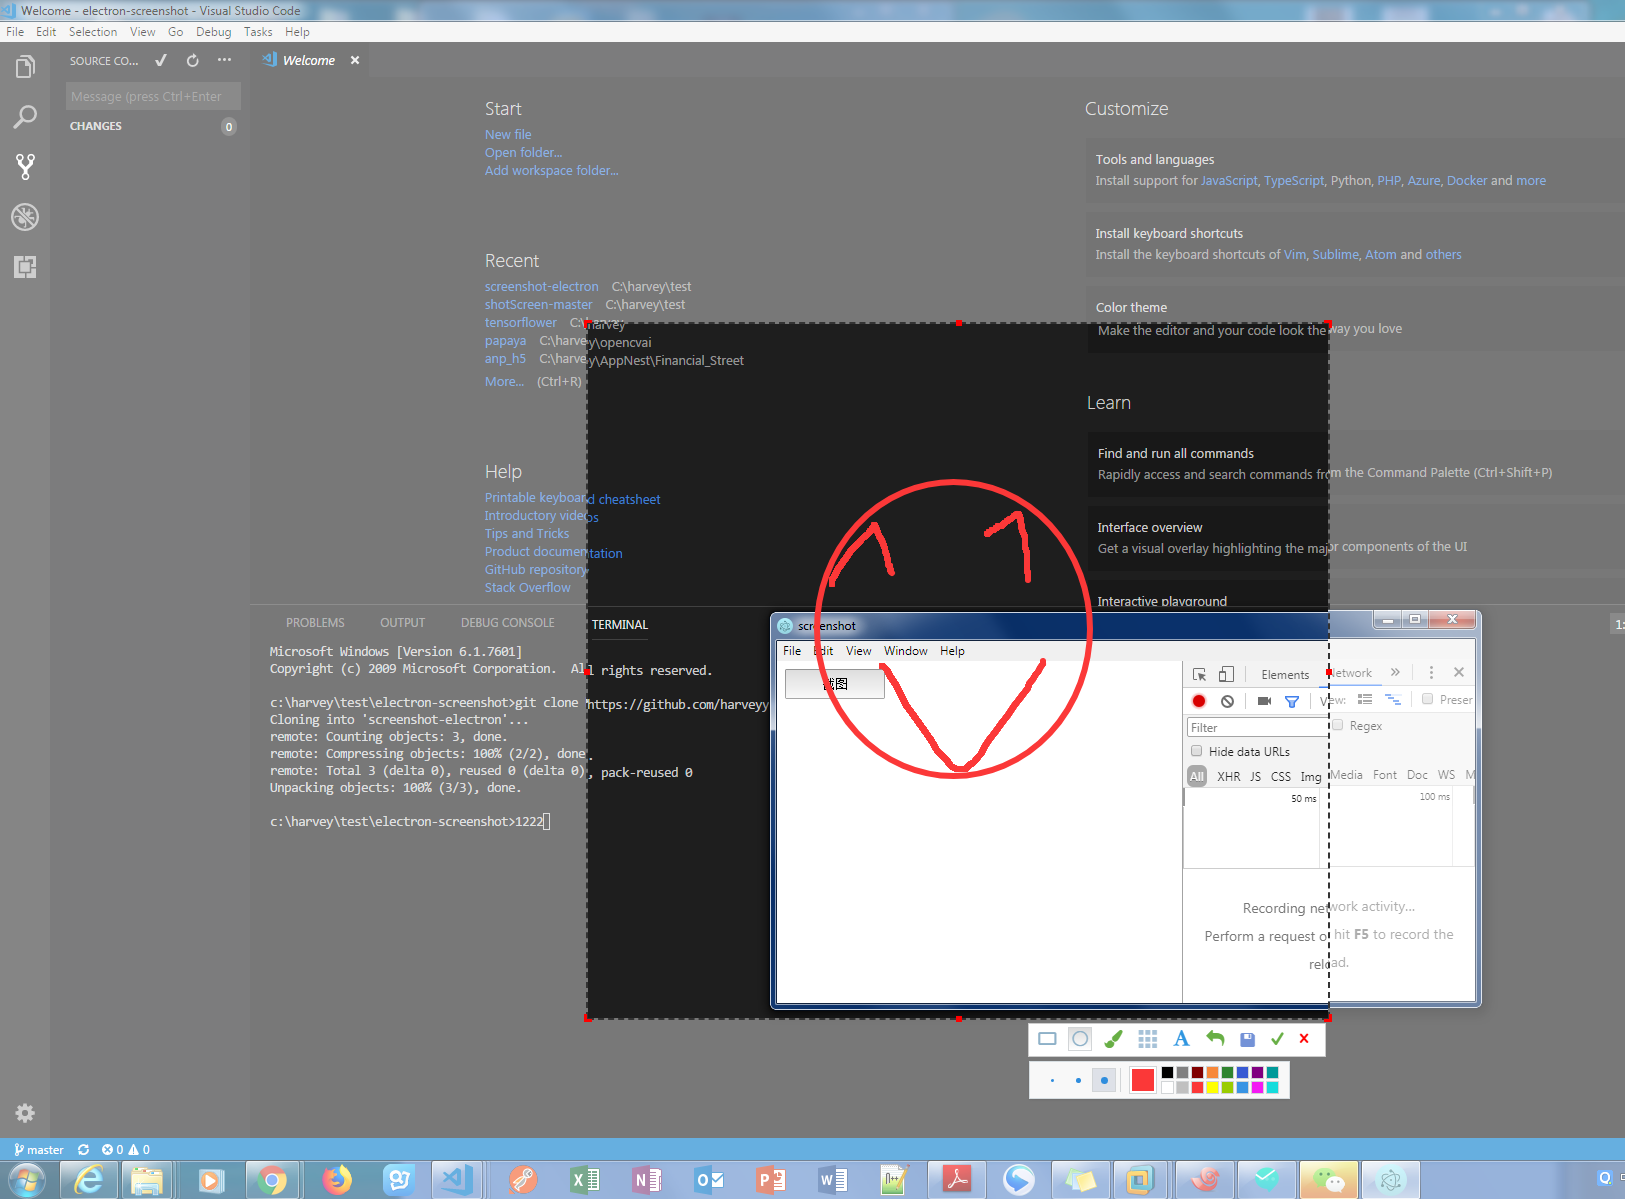 Welcome - electron-screenshot - Visual Studio Code
File Edit Selection View Go Debug Tasks Help
SOURCE CO...
Welcome
Message (press Ctrl+Enter
CHANGES 0
Start
New file
Open folder...
Add workspace folder...
Recent
screenshot-electron C:\harvey\test
shotScreen-master C:\harvey\test
tensorflower C:\harvey
papaya C:\harvey\opencvai
anp_h5 C:\harvey\AppNest\Financial_Street
More... (Ctrl+R)
Help
Printable keyboard cheatsheet
Introductory videos
Tips and Tricks
Product documentation
GitHub repository
Stack Overflow
Customize
Tools and languages
Install support for JavaScript, TypeScript, Python, PHP, Azure, Docker and more
Install keyboard shortcuts
Install the keyboard shortcuts of Vim, Sublime, Atom and others
Color theme
Make the editor and your code look the way you love
Learn
Find and run all commands
Rapidly access and search commands from the Command Palette (Ctrl+Shift+P)
Interface overview
Get a visual overlay highlighting the major components of the UI
Interactive playground
PROBLEMS OUTPUT DEBUG CONSOLE TERMINAL
1:
Microsoft Windows [Version 6.1.7601]
Copyright (c) 2009 Microsoft Corporation. All rights reserved.
c:\harvey\test\electron-screenshot>git clone https://github.com/harveyy
Cloning into 'screenshot-electron'...
remote: Counting objects: 3, done.
remote: Compressing objects: 100% (2/2), done.
remote: Total 3 (delta 0), reused 0 (delta 0), pack-reused 0
Unpacking objects: 100% (3/3), done.
c:\harvey\test\electron-screenshot>1222
screenshot
File Edit View Window Help
截图
Elements Network
View: Preser
Filter Regex
Hide data URLs
All XHR JS CSS Img Media Font Doc WS M
50 ms 100 ms
Recording network activity...
Perform a request or hit F5 to record the
reload.
A
master 0 0